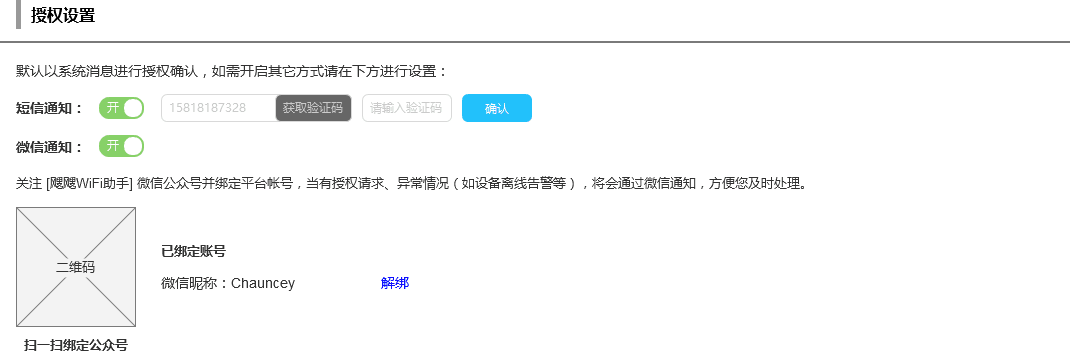 授权设置
默认以系统消息进行授权确认，如需开启其它方式请在下方进行设置：
短信通知： 开 15818187328 获取验证码 请输入验证码 确认
微信通知： 开
关注 [飕飕WiFi助手] 微信公众号并绑定平台帐号，当有授权请求、异常情况（如设备离线告警等），将会通过微信通知，方便您及时处理。
已绑定账号
二维码
微信昵称：Chauncey 解绑
扫一扫绑定公众号